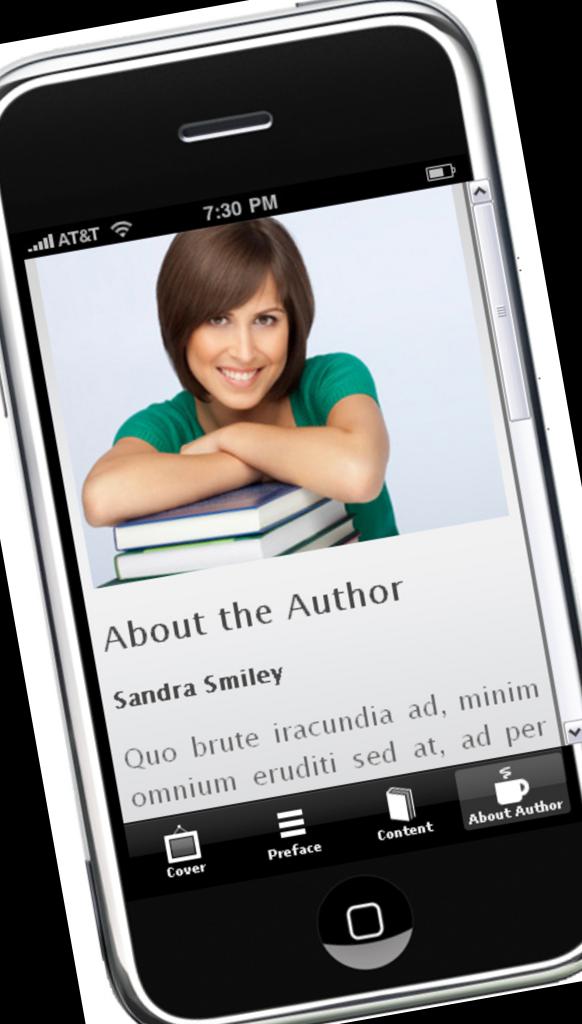 AT&T 7:30 PM
About the Author
Sandra Smiley
Quo brute iracundia ad, minim
omnium eruditi sed at, ad per
Cover Preface Content About Author